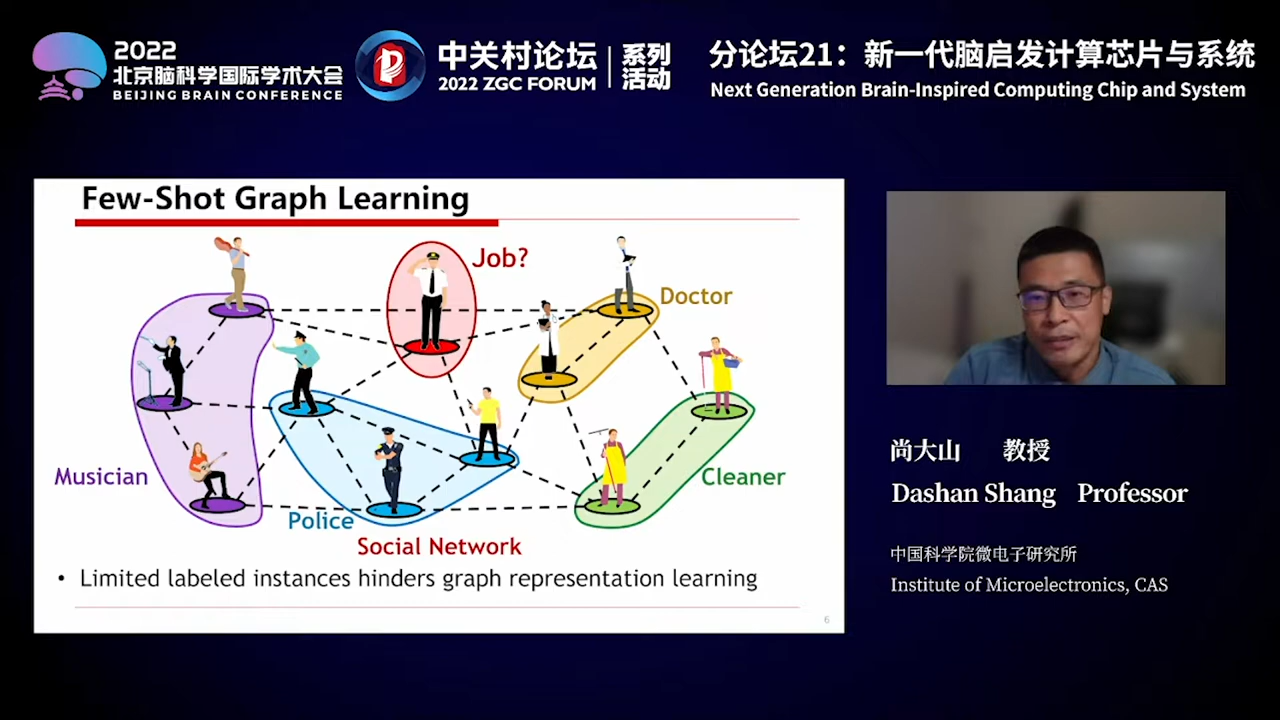 2022
北京脑科学国际学术大会
BEIJING BRAIN CONFERENCE
中关村论坛
2022 ZGC FORUM
系列
活动
分论坛21：新一代脑启发计算芯片与系统
Next Generation Brain-Inspired Computing Chip and System
Few-Shot Graph Learning
Job?
Doctor
Musician
Cleaner
Police
Social Network
• Limited labeled instances hinders graph representation learning
6
尚大山 教授
Dashan Shang Professor
中国科学院微电子研究所
Institute of Microelectronics, CAS